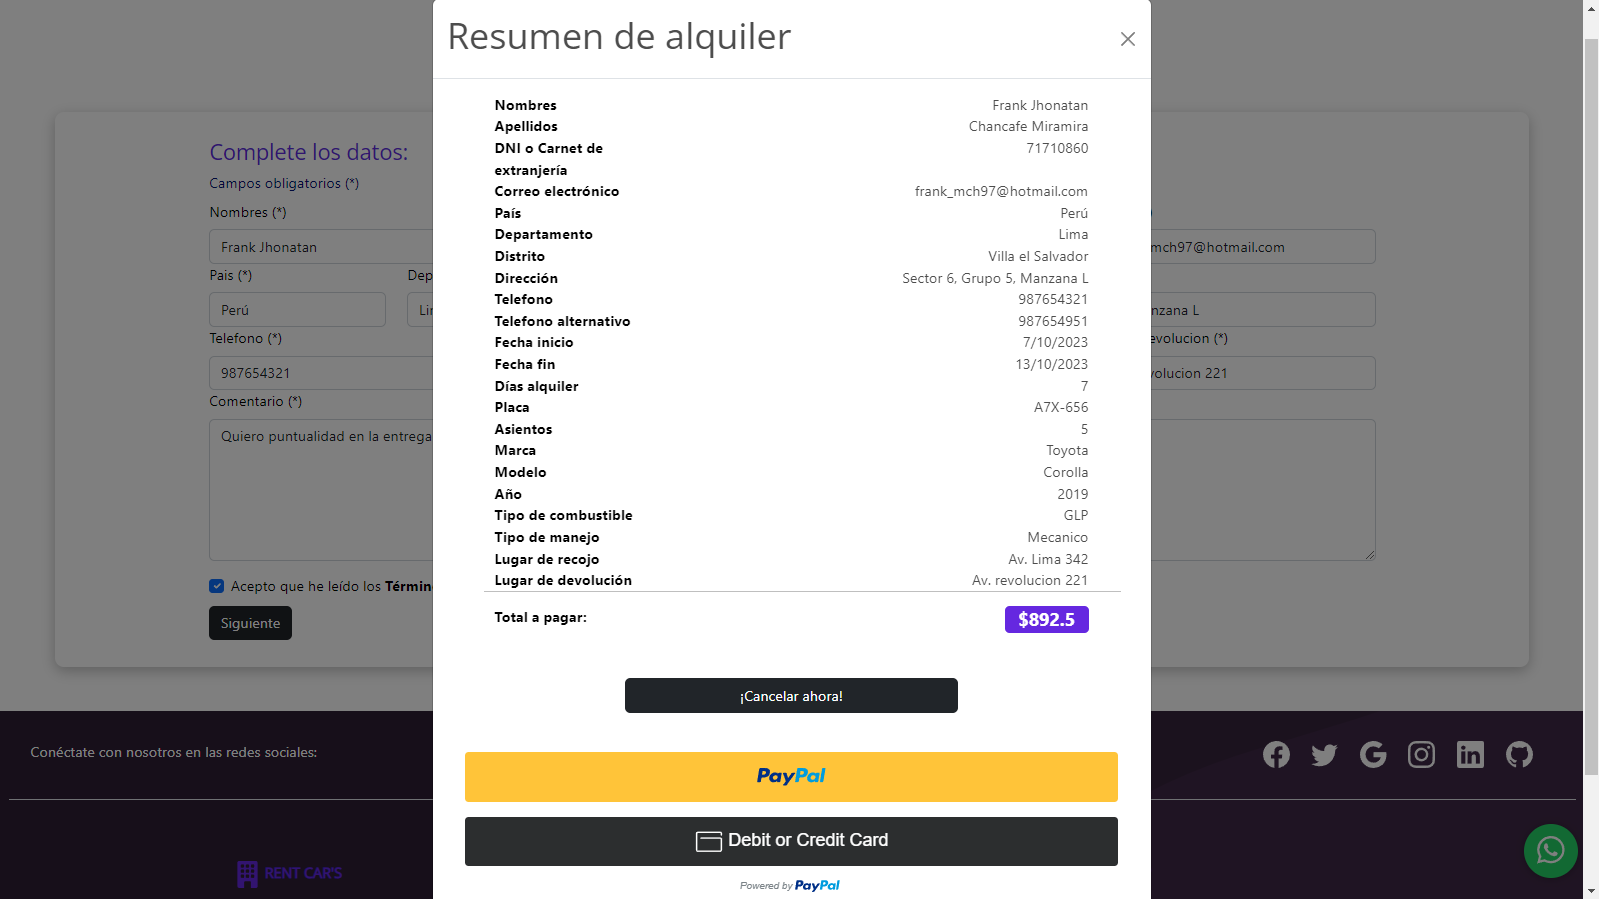 Resumen de alquiler
Nombres Frank Jhonatan
Apellidos Chancafe Miramira
DNI o Carnet de extranjería 71710860
Correo electrónico frank_mch97@hotmail.com
País Perú
Departamento Lima
Distrito Villa el Salvador
Dirección Sector 6, Grupo 5, Manzana L
Telefono 987654321
Telefono alternativo 987654951
Fecha inicio 7/10/2023
Fecha fin 13/10/2023
Días alquiler 7
Placa A7X-656
Asientos 5
Marca Toyota
Modelo Corolla
Año 2019
Tipo de combustible GLP
Tipo de manejo Mecanico
Lugar de recojo Av. Lima 342
Lugar de devolución Av. revolucion 221
Total a pagar: $892.5
¡Cancelar ahora!
PayPal
Debit or Credit Card
Powered by PayPal
Complete los datos:
Campos obligatorios (*)
Nombres (*)
Frank Jhonatan
mch97@hotmail.com
Pais (*) Dep
Perú Li
nzana L
Telefono (*)
evolucion (*)
987654321
volucion 221
Comentario (*)
Quiero puntualidad en la entrega
Acepto que he leído los Términ
Siguiente
Conéctate con nosotros en las redes sociales:
RENT CAR'S